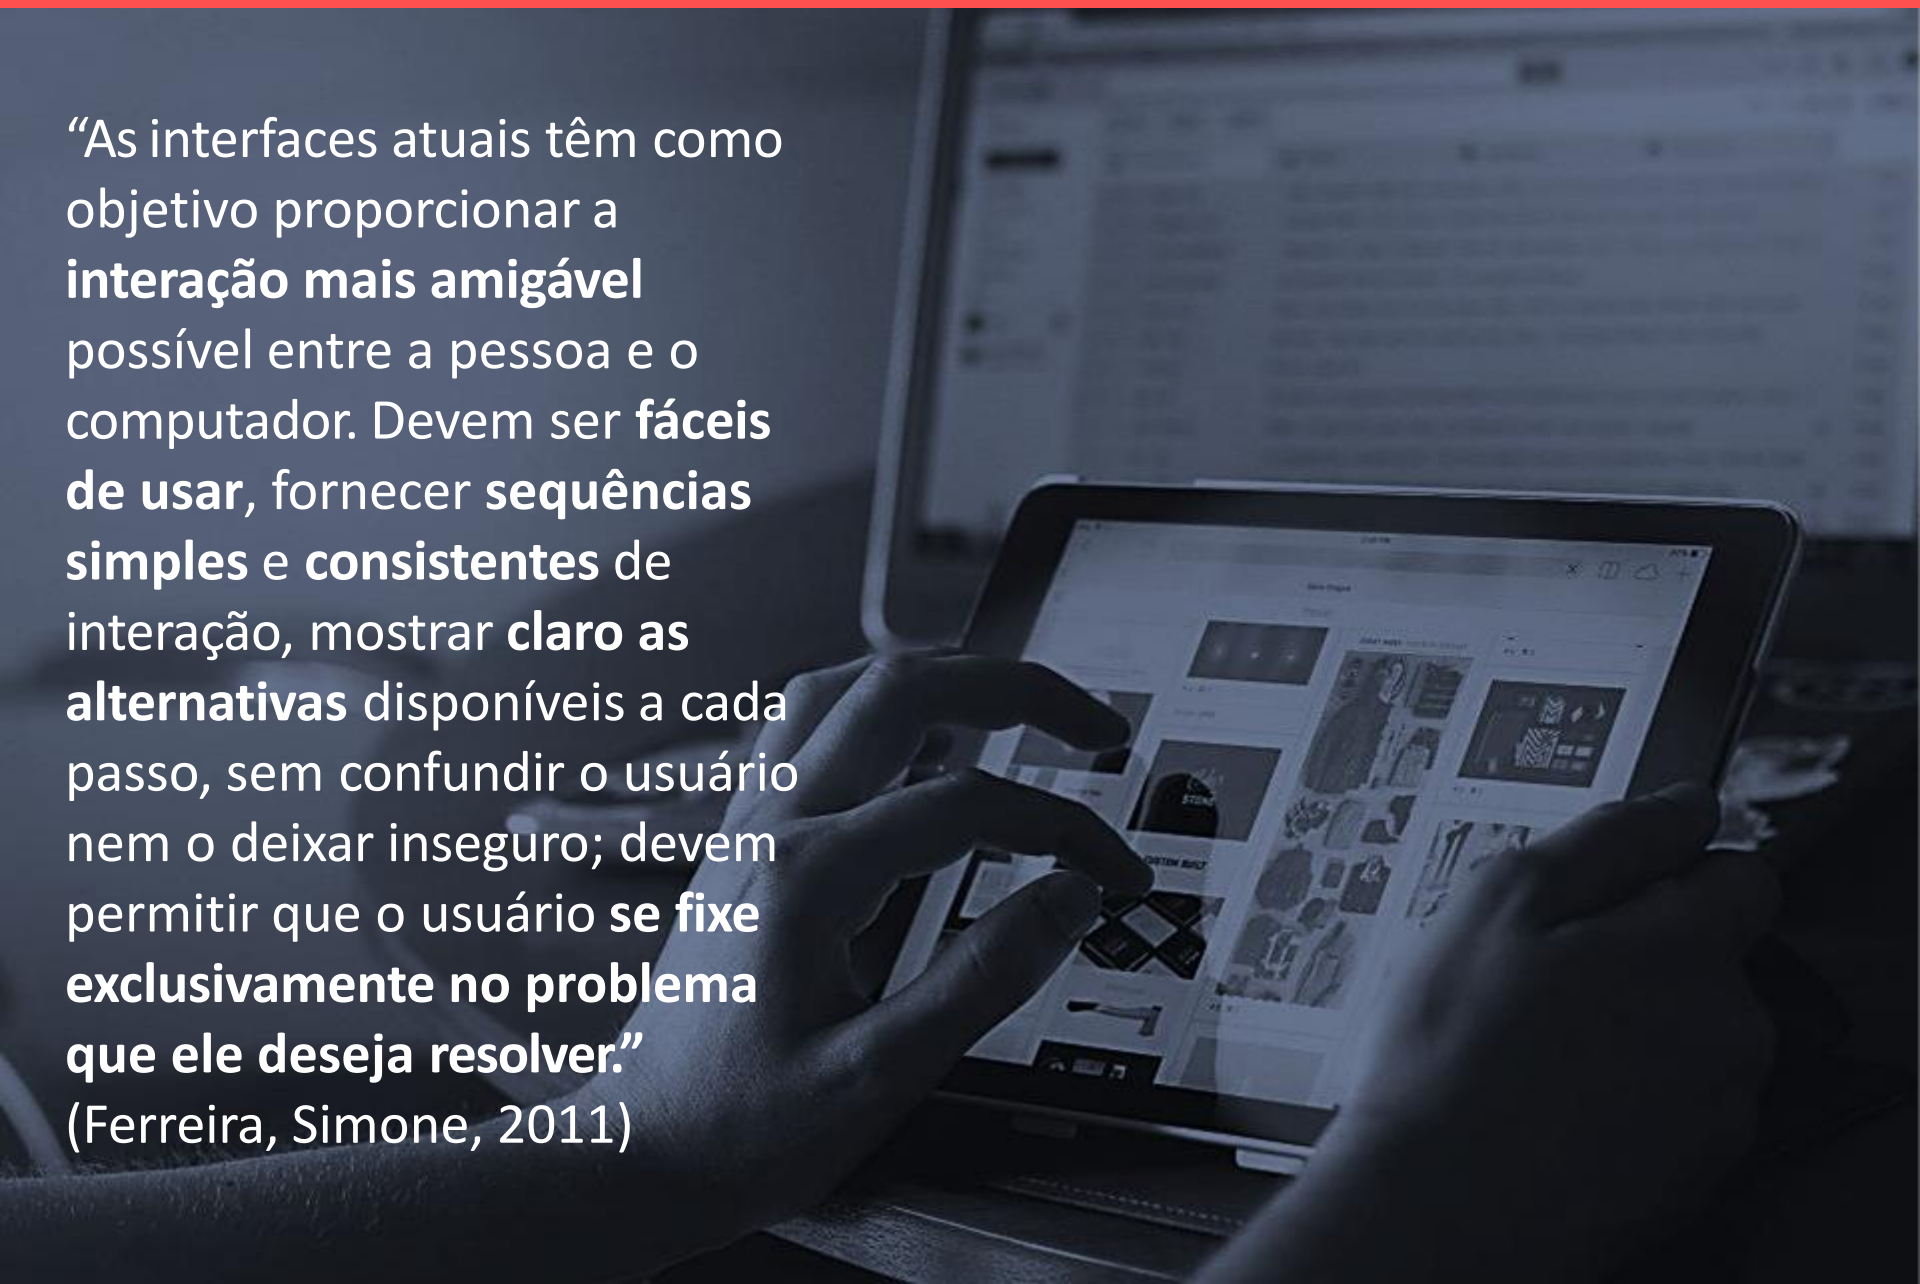 “As interfaces atuais têm como
objetivo proporcionar a
interação mais amigável
possível entre a pessoa e o
computador. Devem ser fáceis
de usar, fornecer sequências
simples e consistentes de
interação, mostrar claro as
alternativas disponíveis a cada
passo, sem confundir o usuário
nem o deixar inseguro; devem
permitir que o usuário se fixe
exclusivamente no problema
que ele deseja resolver.”
(Ferreira, Simone, 2011)